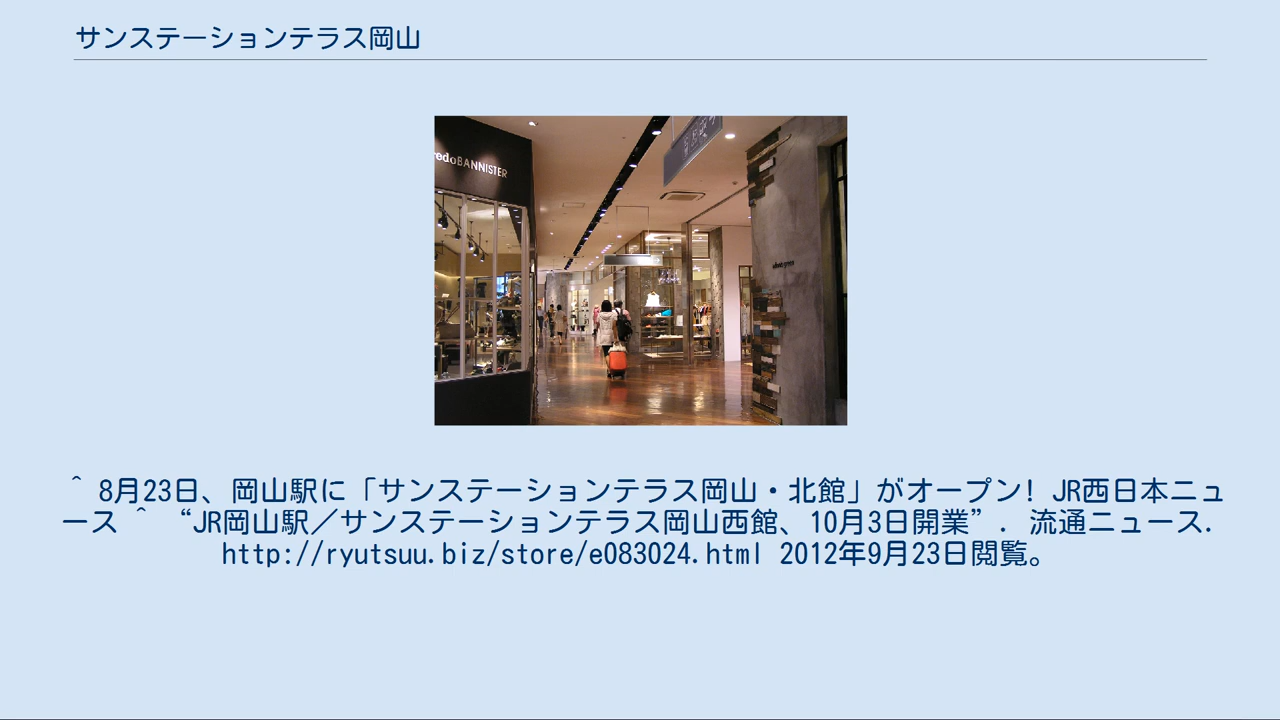 サンステーションテラス岡山
redoBANNISTER
^ 8月23日、岡山駅に「サンステーションテラス岡山・北館」がオープン! JR西日本ニュ
ース ^ “JR岡山駅／サンステーションテラス岡山西館、10月3日開業”. 流通ニュース.
http://ryutsuu.biz/store/e083024.html 2012年9月23日閲覧。